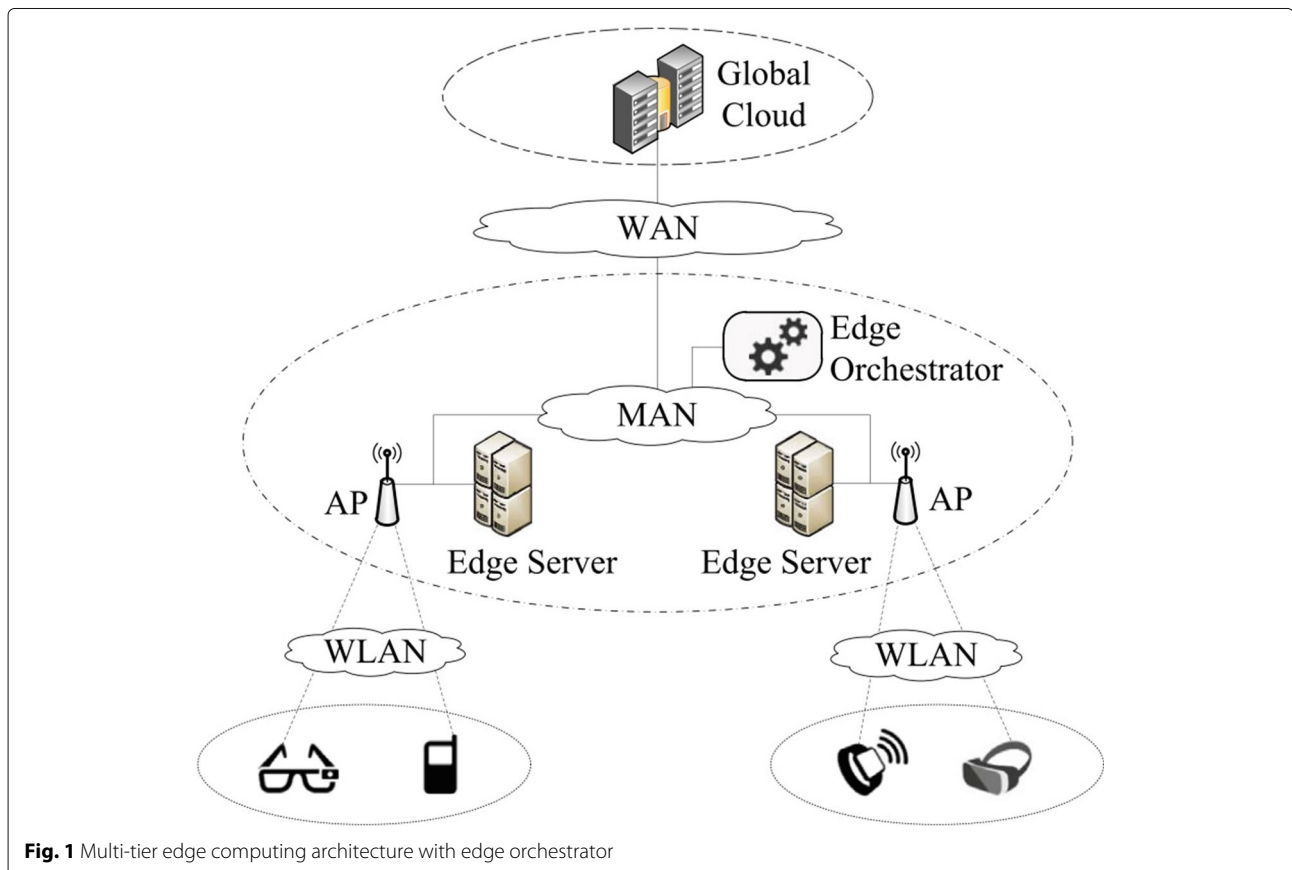 Global
Cloud
WAN
Edge
Orchestrator
MAN
AP
Edge Server
Edge Server
AP
WLAN
WLAN
Fig. 1 Multi-tier edge computing architecture with edge orchestrator